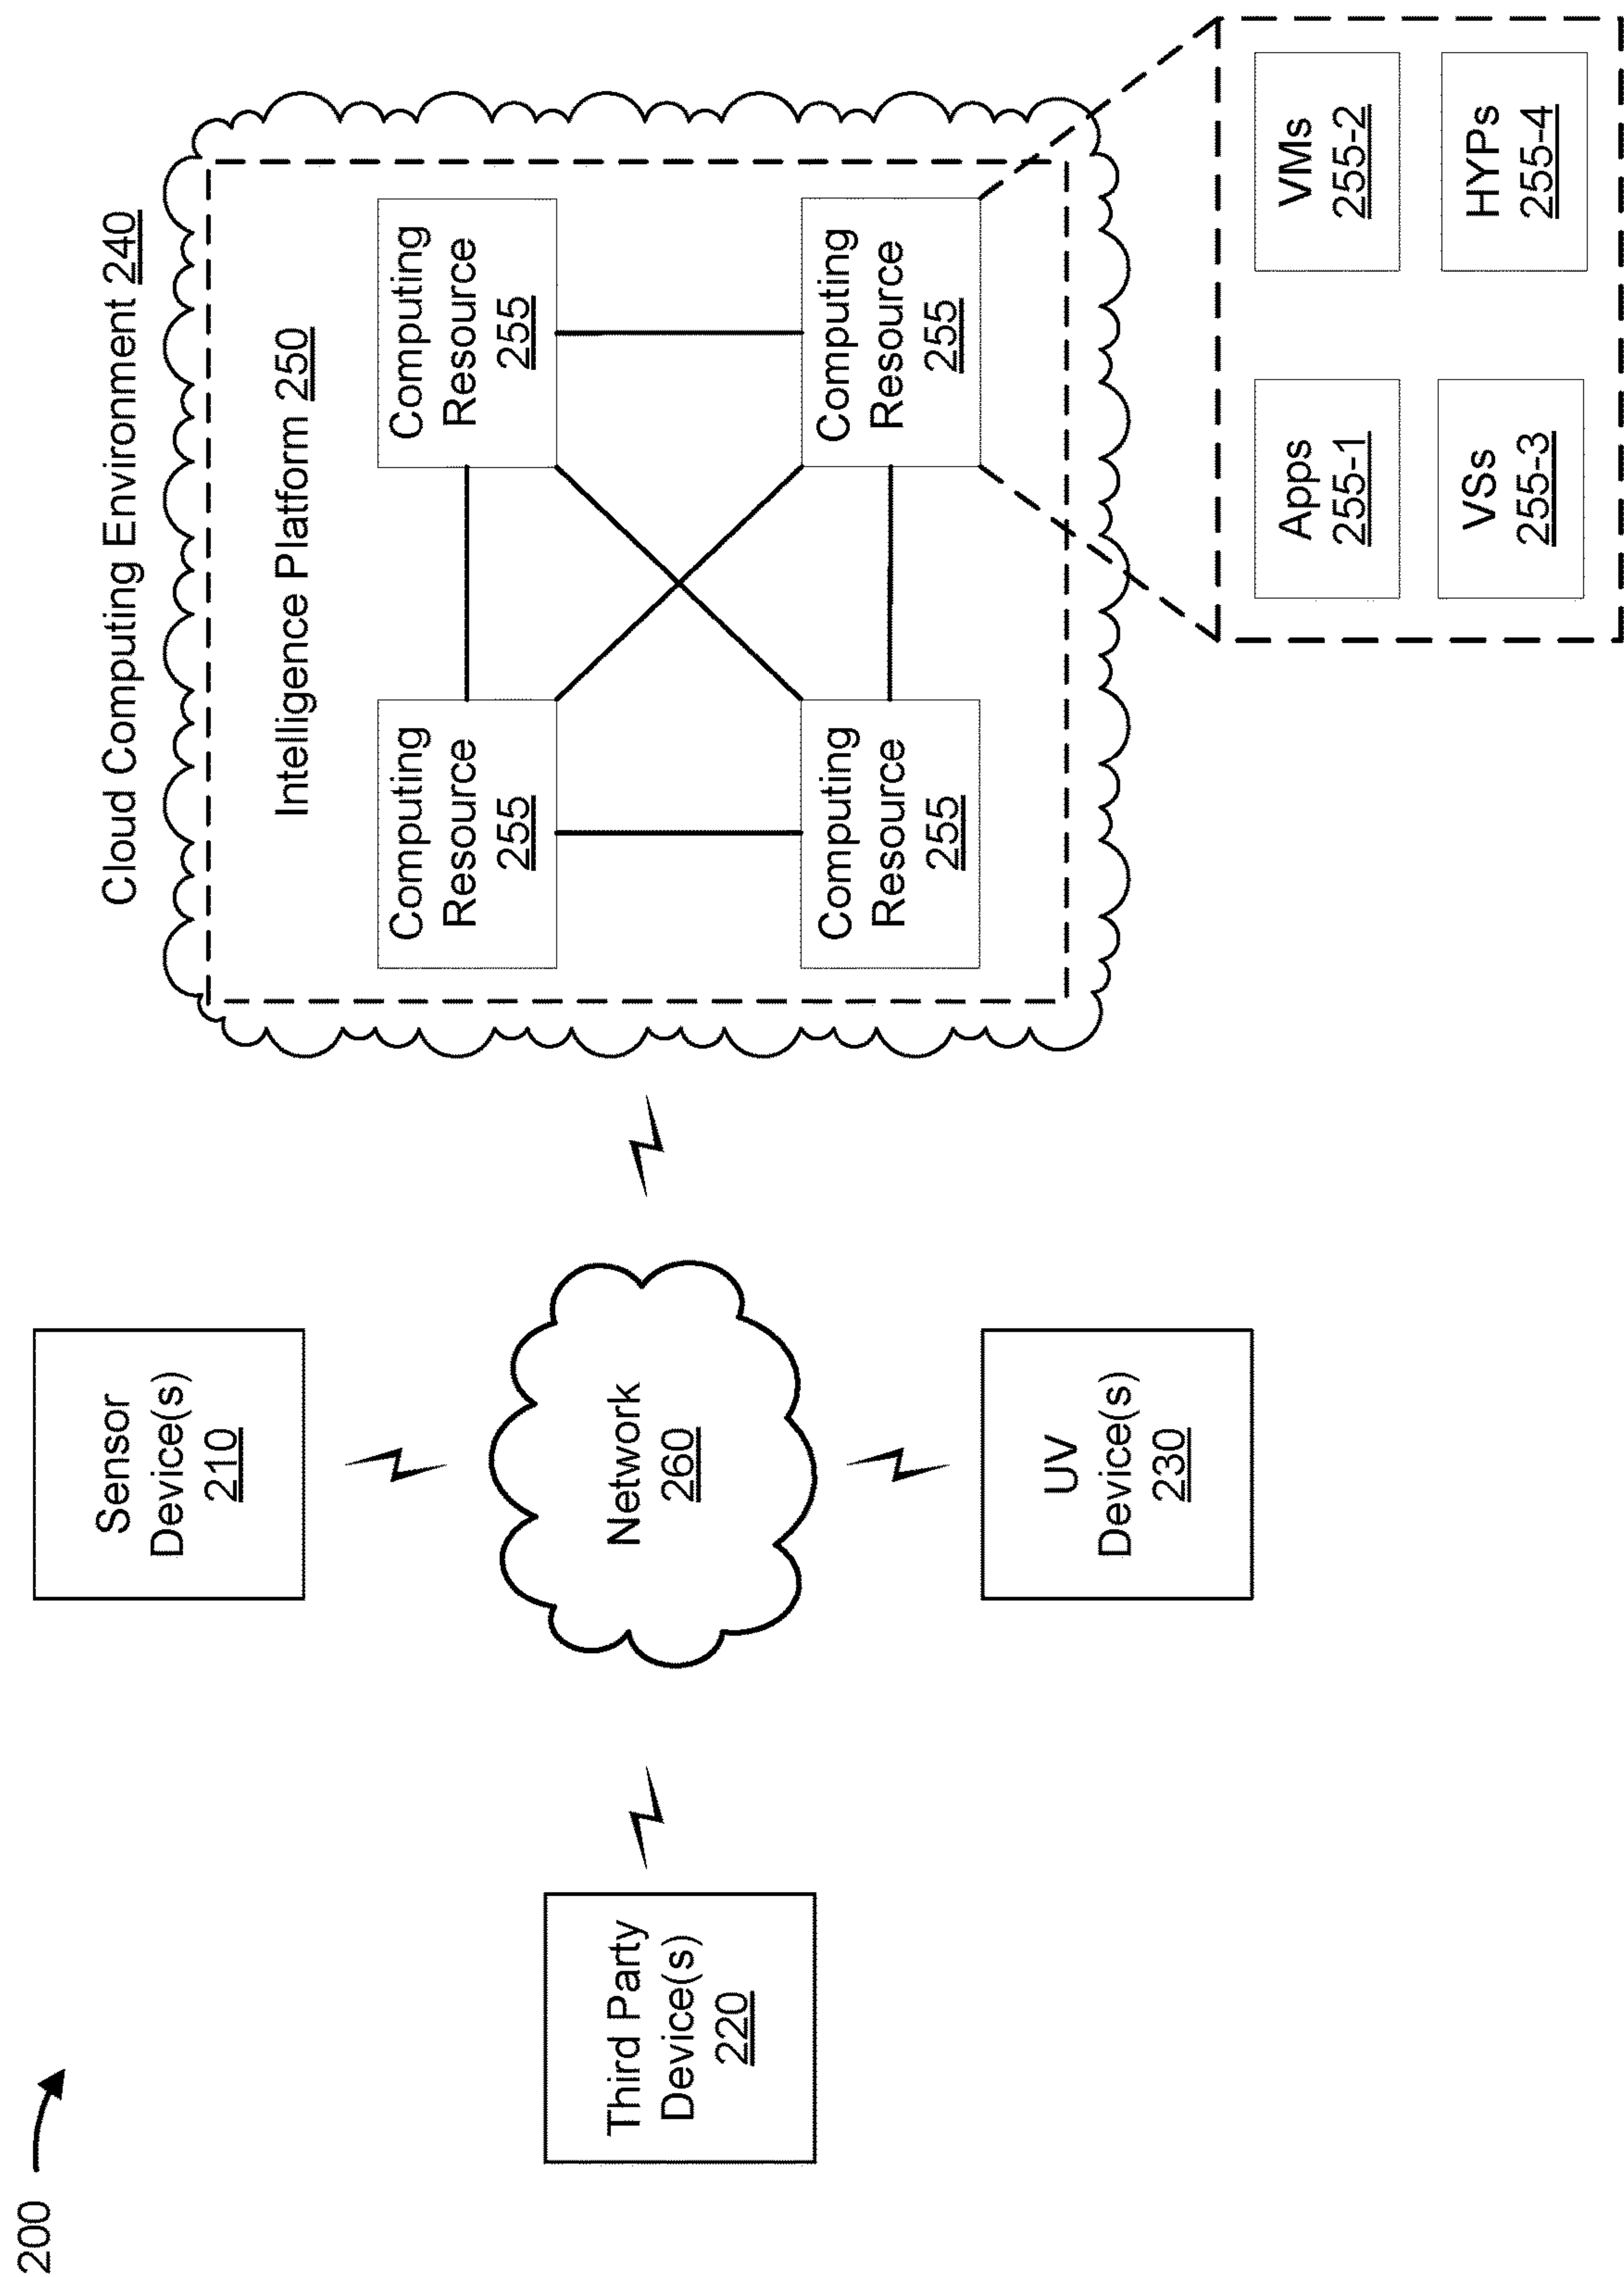 200
Cloud Computing Environment 240
Intelligence Platform 250
Sensor
Device(s)
210
Third Party
Device(s)
220
Network
260
UV
Device(s)
230
Computing
Resource
255
Computing
Resource
255
Computing
Resource
255
Computing
Resource
255
Apps
255-1
VMs
255-2
VSs
255-3
HYPs
255-4